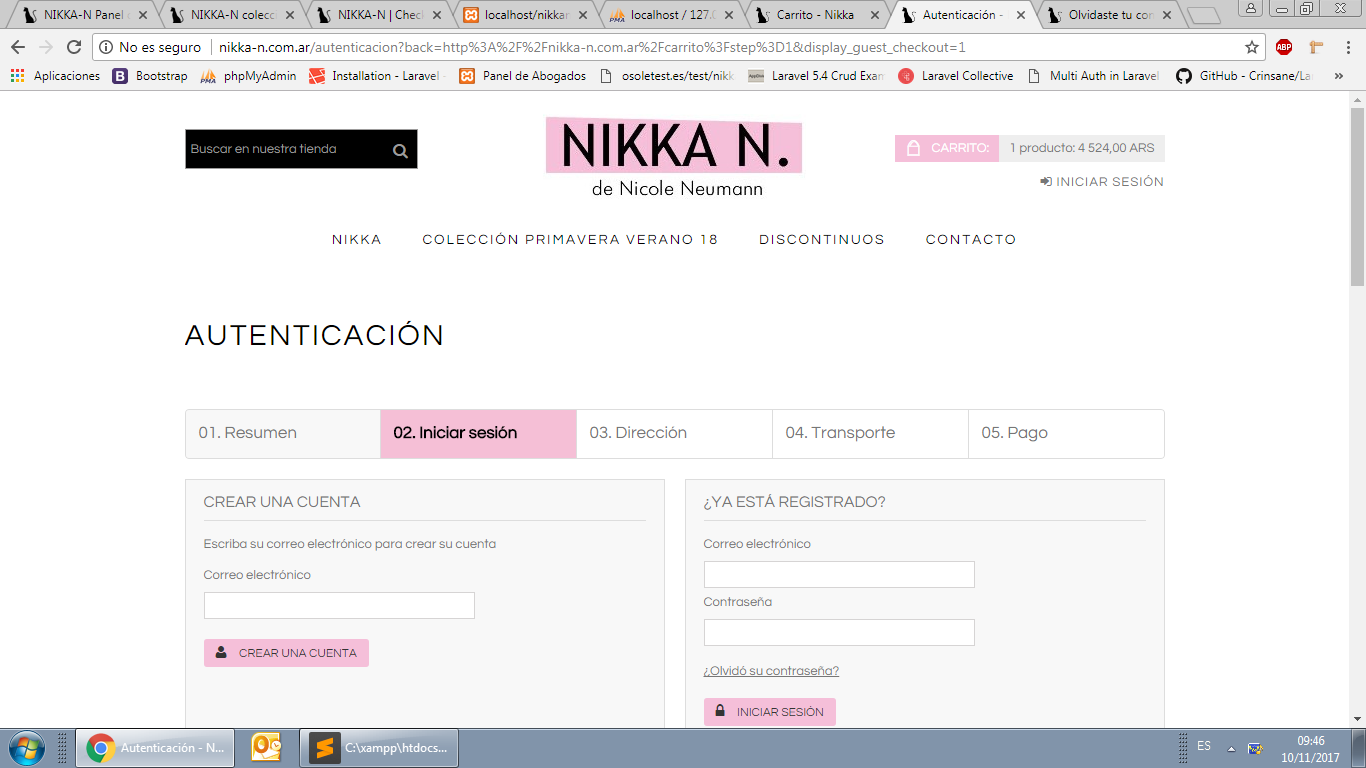 NIKKA-N Panel
NIKKA-N colecc
NIKKA-N | Check
localhost/nikkan
localhost / 127.0
Carrito - Nikka
Autenticación -
Olvidaste tu con
No es seguro
nikka-n.com.ar/autenticacion?back=http%3A%2F%2Fnikka-n.com.ar%2Fcarrito%3Fstep%3D1&display_guest_checkout=1
ABP
Aplicaciones
Bootstrap
phpMyAdmin
Installation - Laravel -
Panel de Abogados
osoletest.es/test/nikk
Laravel 5.4 Crud Exam
Laravel Collective
Multi Auth in Laravel
GitHub - Crinsane/La
»
Buscar en nuestra tienda
NIKKA N.
de Nicole Neumann
CARRITO:
1 producto: 4 524,00 ARS
INICIAR SESIÓN
NIKKA
COLECCIÓN PRIMAVERA VERANO 18
DISCONTINUOS
CONTACTO
AUTENTICACIÓN
01. Resumen
02. Iniciar sesión
03. Dirección
04. Transporte
05. Pago
CREAR UNA CUENTA
Escriba su correo electrónico para crear su cuenta
Correo electrónico
CREAR UNA CUENTA
¿YA ESTÁ REGISTRADO?
Correo electrónico
Contraseña
¿Olvidó su contraseña?
INICIAR SESIÓN
Autenticación - N...
C:\xampp\htdocs...
ES
09:46
10/11/2017